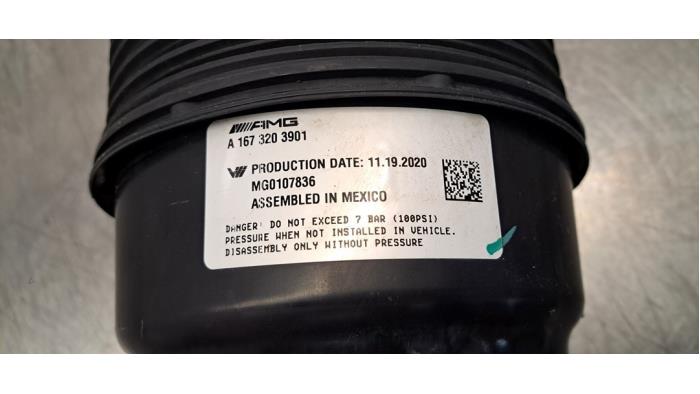 AMG
A 167 320 3901
PRODUCTION DATE: 11.19.2020
MG0107836
ASSEMBLED IN MEXICO
DANGER: DO NOT EXCEED 7 BAR (100PSI)
PRESSURE WHEN NOT INSTALLED IN VEHICLE.
DISASSEMBLY ONLY WITHOUT PRESSURE